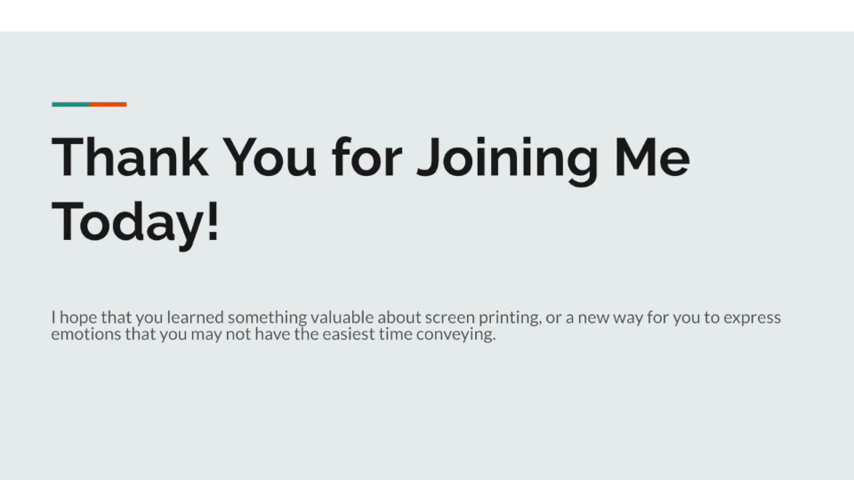 Thank You for Joining Me
Today!
I hope that you learned something valuable about screen printing, or a new way for you to express
emotions that you may not have the easiest time conveying.